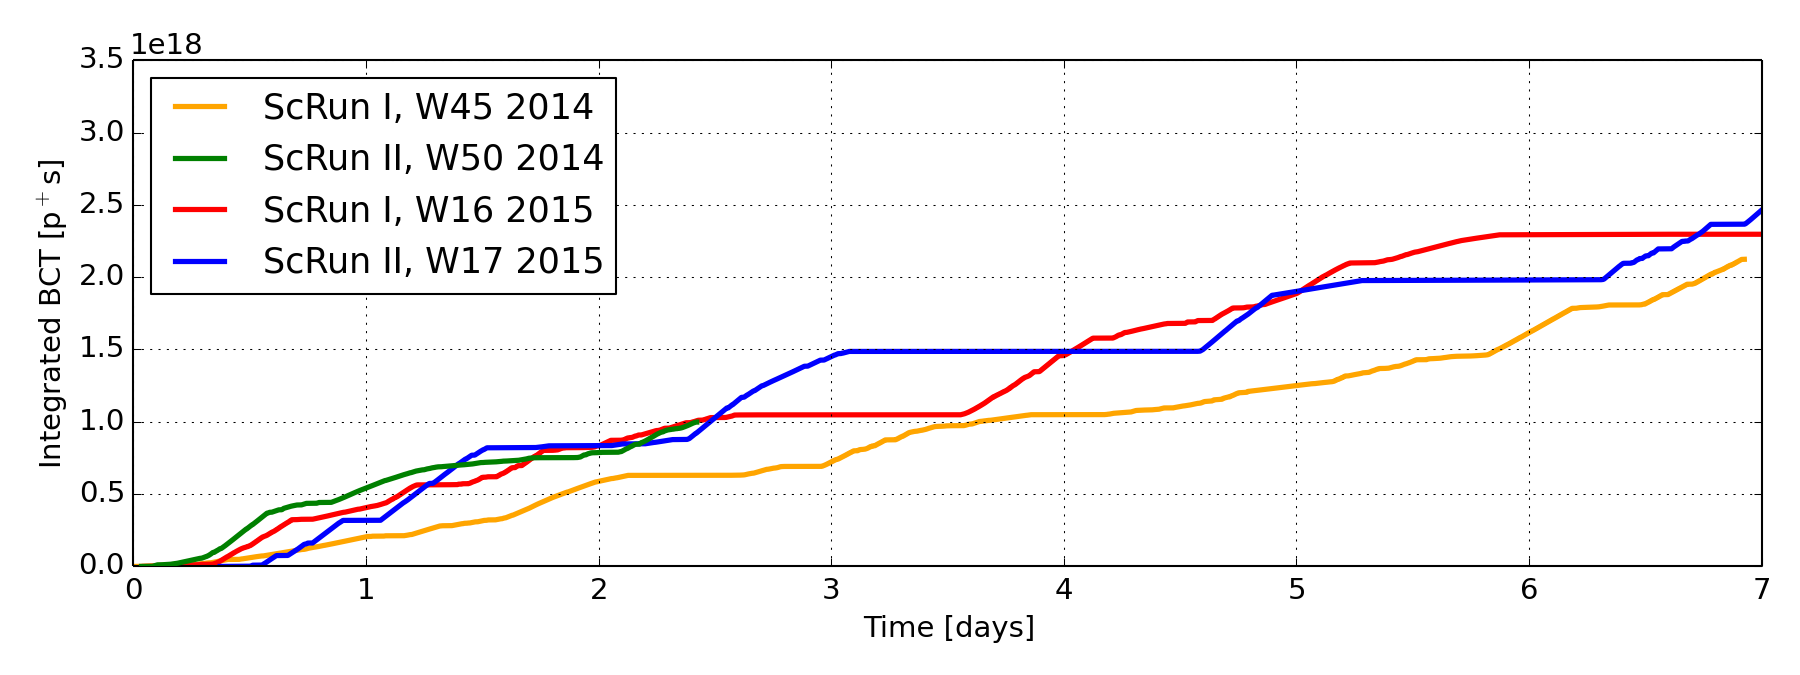 1e18
3.5
3.0
2.5
2.0
1.5
1.0
0.5
0.0
Integrated BCT [p⁺s]
ScRun I, W45 2014
ScRun II, W50 2014
ScRun I, W16 2015
ScRun II, W17 2015
0 1 2 3 4 5 6 7
Time [days]